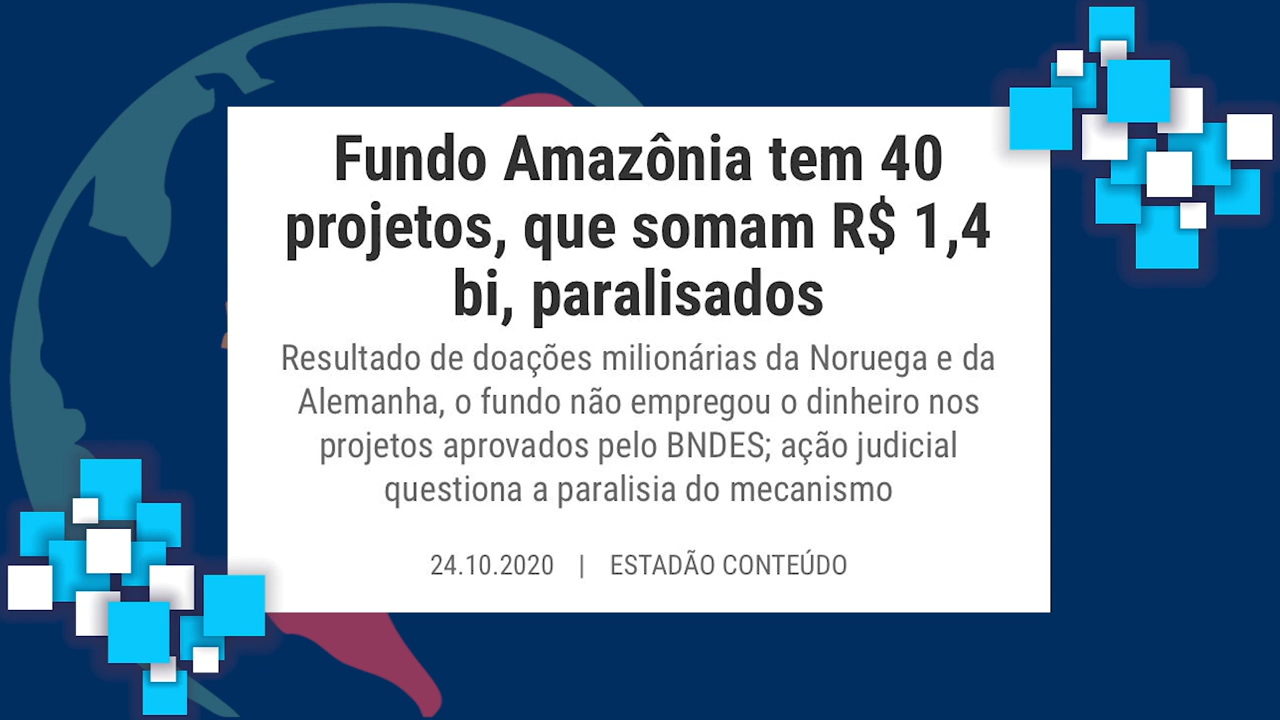 Fundo Amazônia tem 40
projetos, que somam R$ 1,4
bi, paralisados
Resultado de doações milionárias da Noruega e da
Alemanha, o fundo não empregou o dinheiro nos
projetos aprovados pelo BNDES; ação judicial
questiona a paralisia do mecanismo
24.10.2020 | ESTADÃO CONTEÚDO